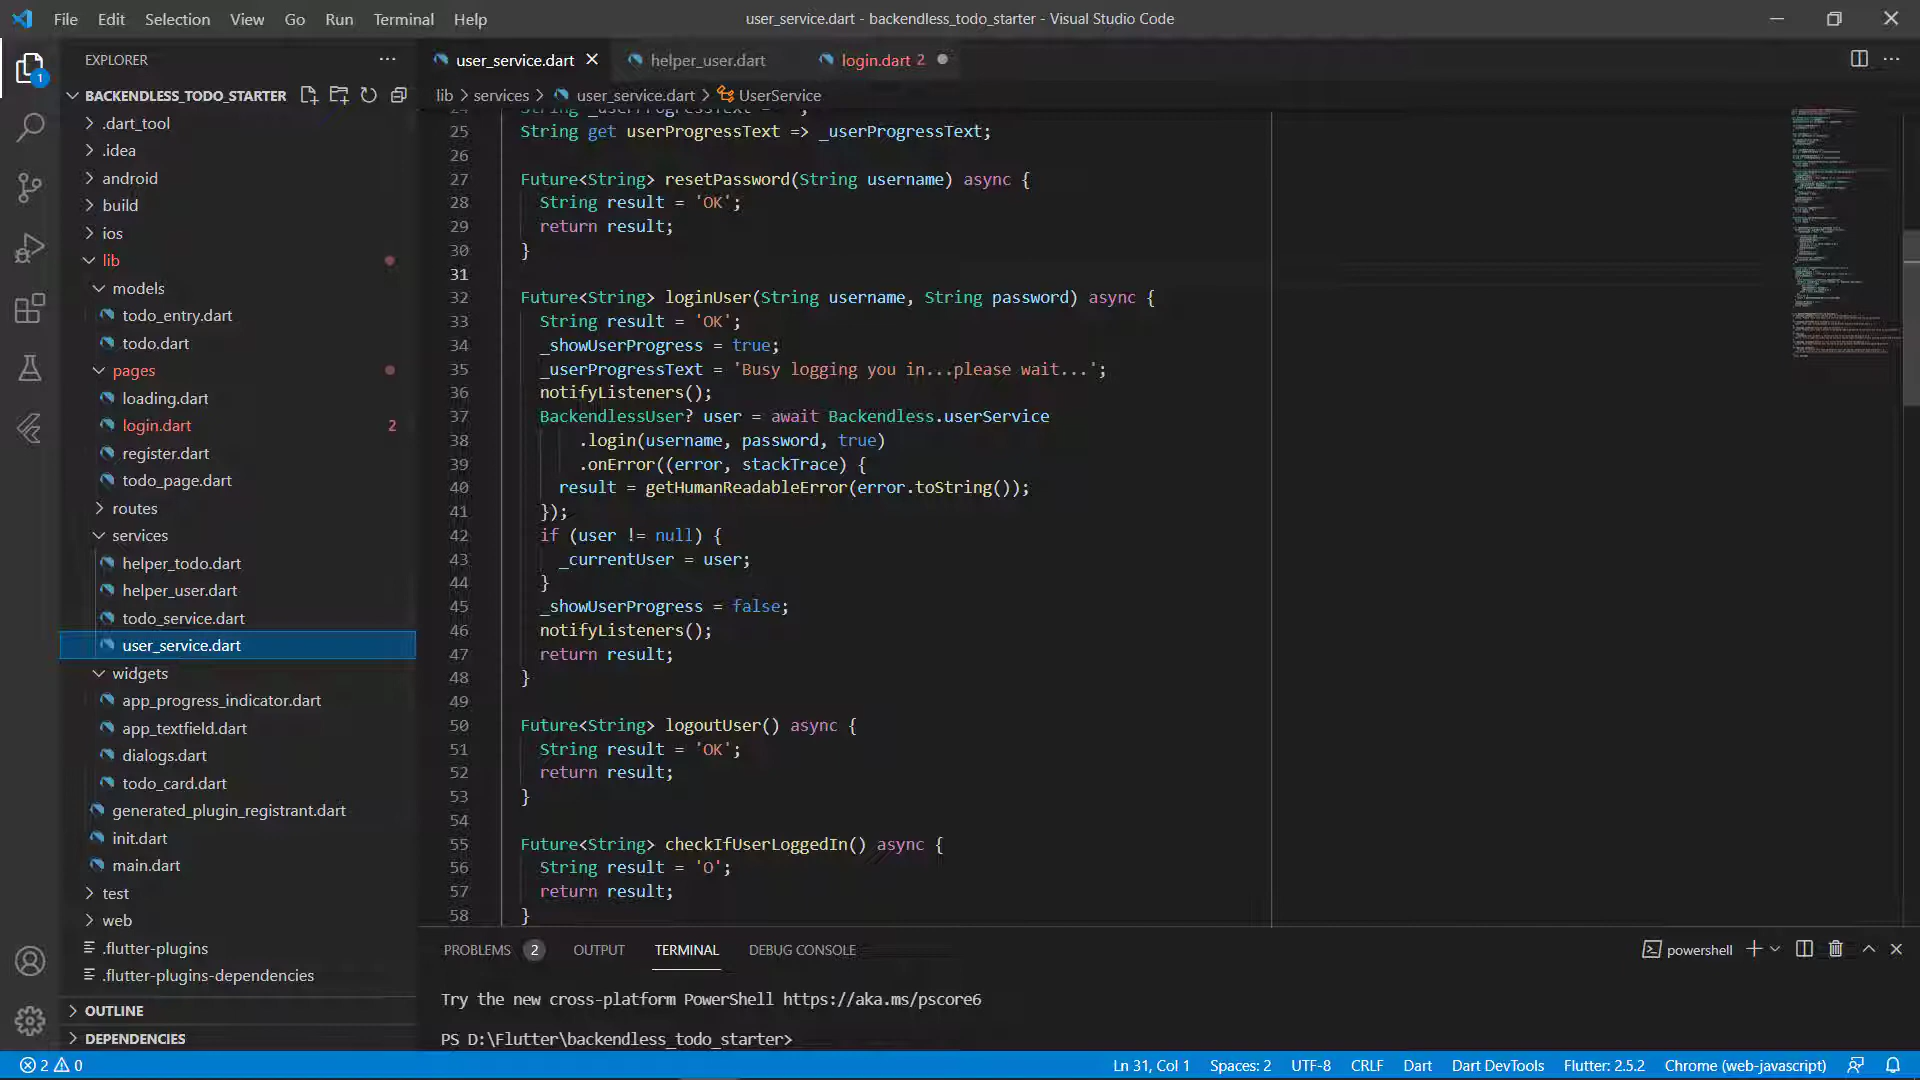 File Edit Selection View Go Run Terminal Help
user_service.dart - backendless_todo_starter - Visual Studio Code
1
EXPLORER
BACKENDLESS_TODO_STARTER
.dart_tool
.idea
android
build
ios
lib
models
todo_entry.dart
todo.dart
pages
loading.dart
login.dart 2
register.dart
todo_page.dart
routes
services
helper_todo.dart
helper_user.dart
todo_service.dart
user_service.dart
widgets
app_progress_indicator.dart
app_textfield.dart
dialogs.dart
todo_card.dart
generated_plugin_registrant.dart
init.dart
main.dart
test
web
.flutter-plugins
.flutter-plugins-dependencies
OUTLINE
DEPENDENCIES
user_service.dart helper_user.dart login.dart 2
lib > services > user_service.dart > UserService
25 String get userProgressText => _userProgressText;
26
27 Future<String> resetPassword(String username) async {
28 String result = 'OK';
29 return result;
30 }
31
32 Future<String> loginUser(String username, String password) async {
33 String result = 'OK';
34 _showUserProgress = true;
35 _userProgressText = 'Busy logging you in...please wait...';
36 notifyListeners();
37 BackendlessUser? user = await Backendless.userService
38 .login(username, password, true)
39 .onError((error, stackTrace) {
40 result = getHumanReadableError(error.toString());
41 });
42 if (user != null) {
43 _currentUser = user;
44 }
45 _showUserProgress = false;
46 notifyListeners();
47 return result;
48 }
49
50 Future<String> logoutUser() async {
51 String result = 'OK';
52 return result;
53 }
54
55 Future<String> checkIfUserLoggedIn() async {
56 String result = 'O';
57 return result;
58 }
PROBLEMS 2 OUTPUT TERMINAL DEBUG CONSOLE
powershell
Try the new cross-platform PowerShell https://aka.ms/pscore6
PS D:\Flutter\backendless_todo_starter>
2 0
Ln 31, Col 1 Spaces: 2 UTF-8 CRLF Dart Dart DevTools Flutter: 2.5.2 Chrome (web-javascript)